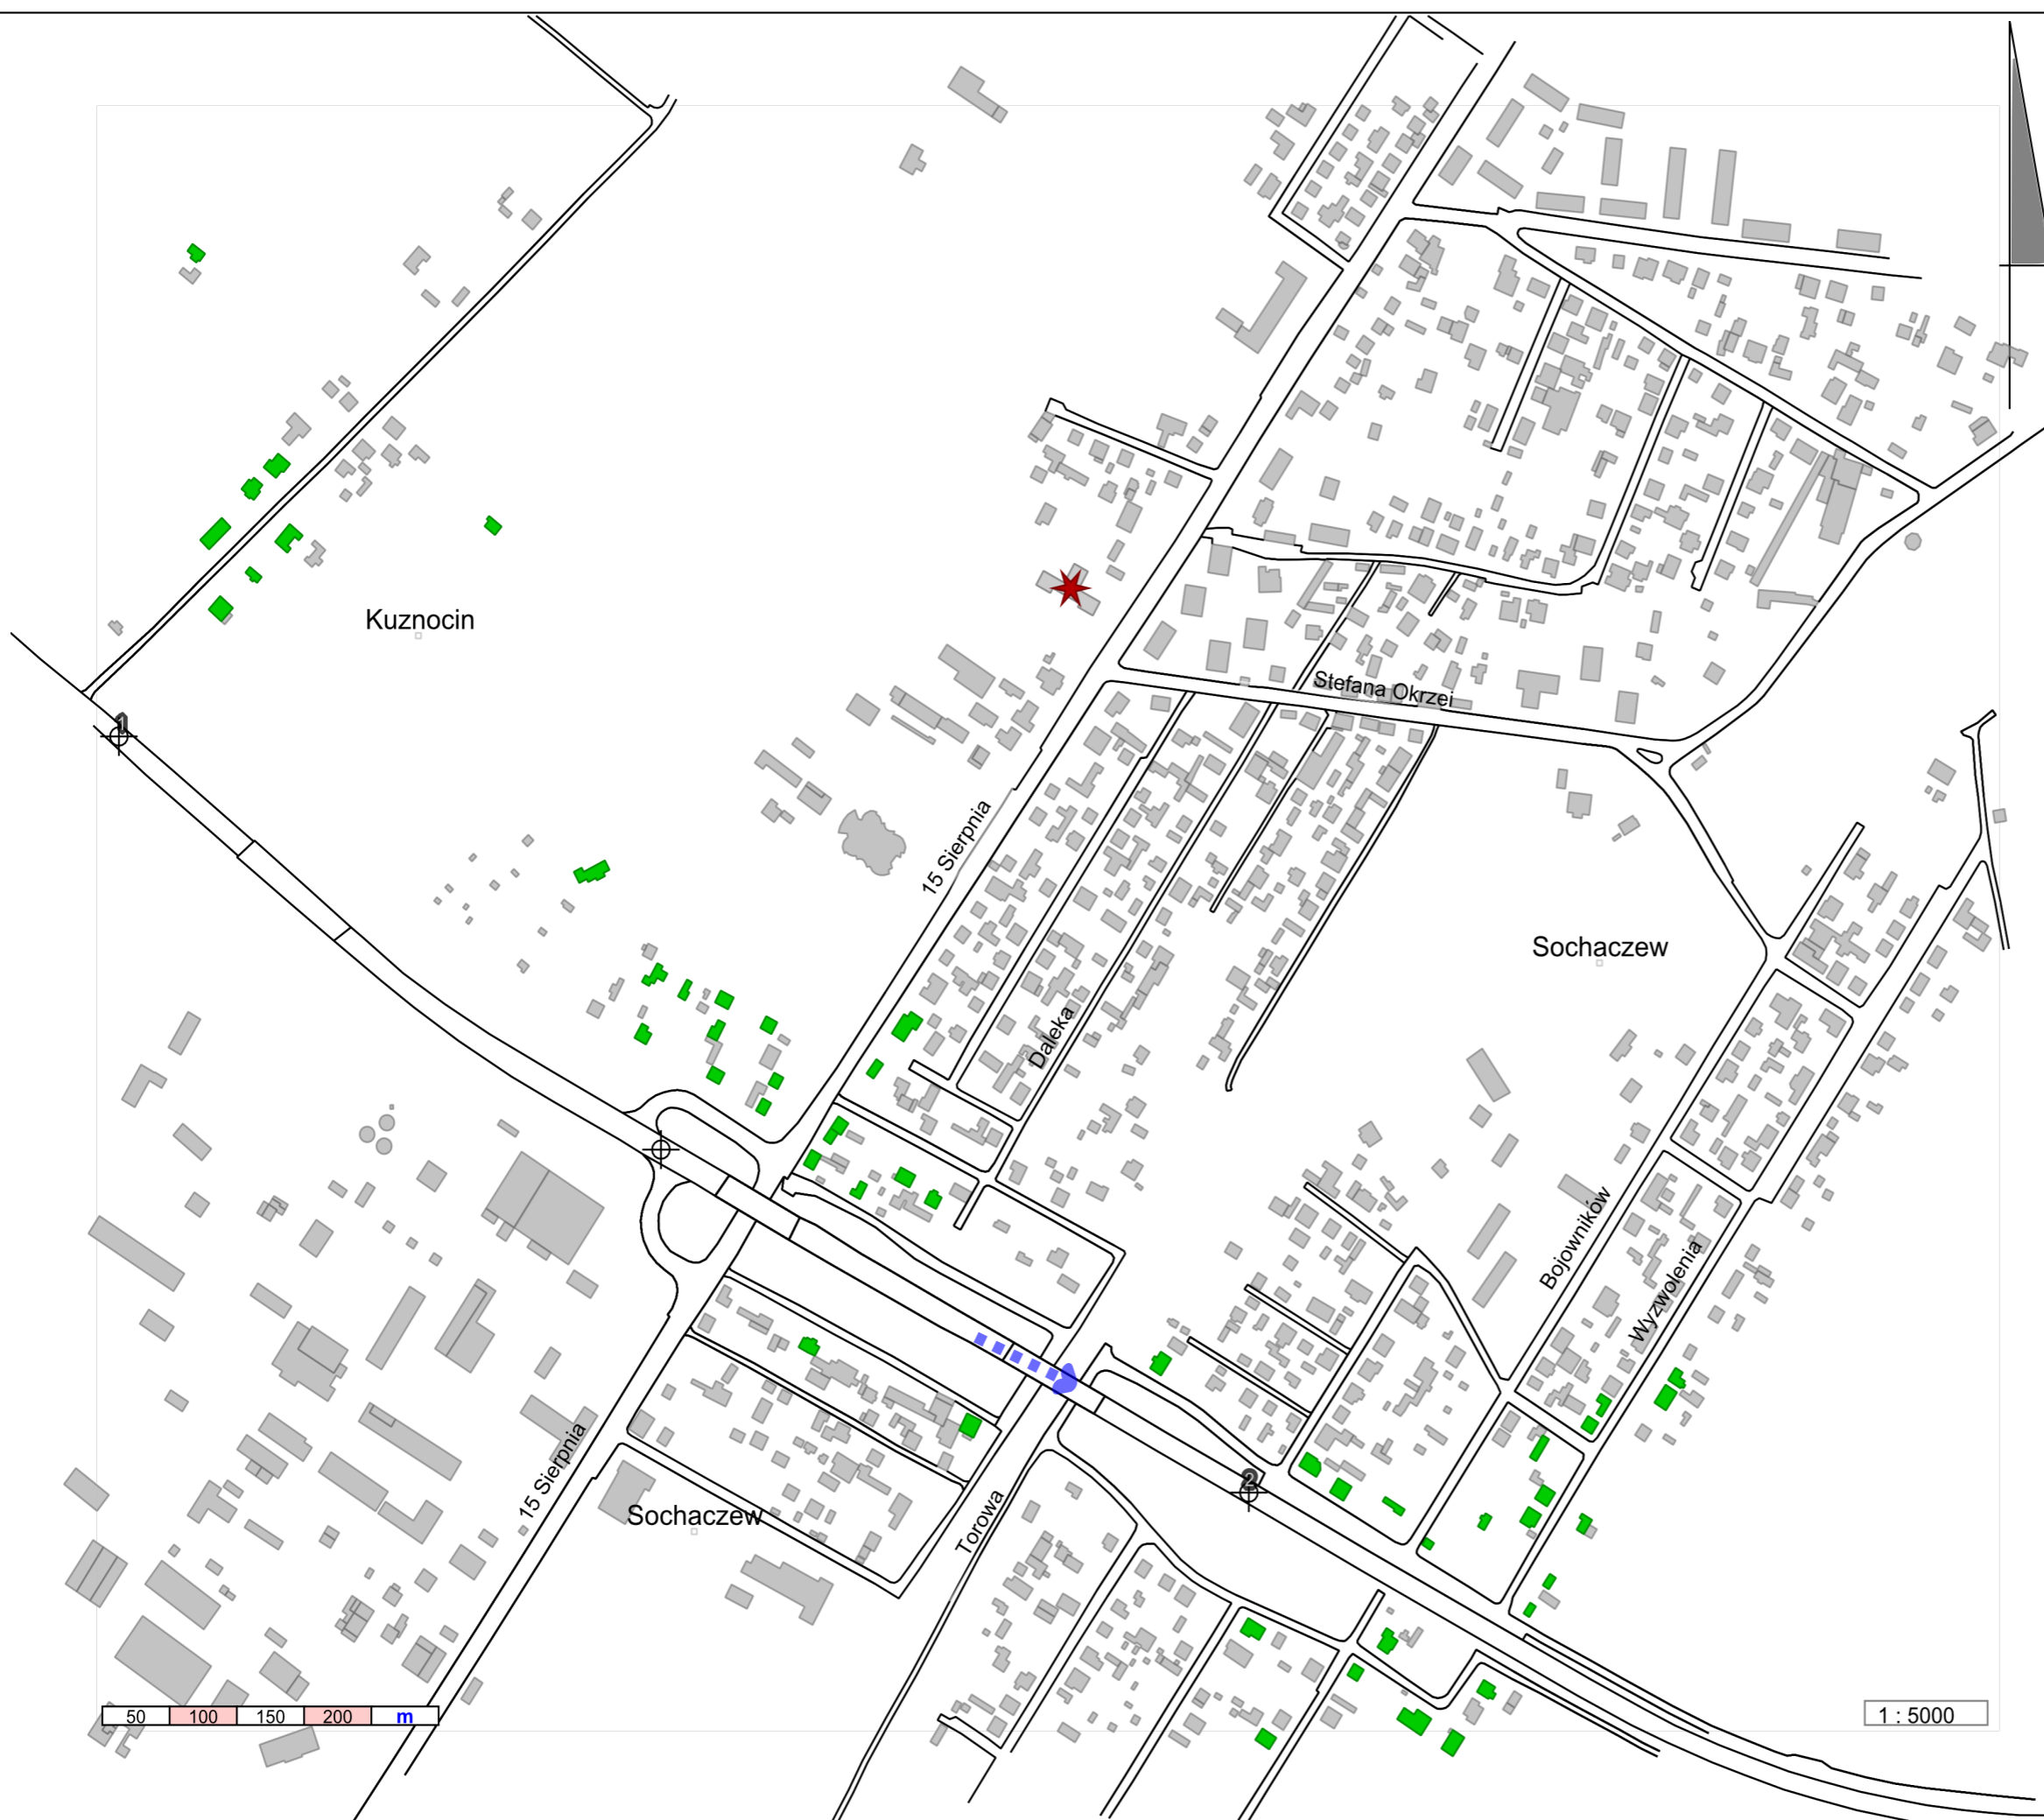 Kuznocin
Stefana Okrzei
1
15 Sierpnia
Sochaczew
Daleka
Bojowników
Wyzwolenia
2
15 Sierpnia
Sochaczew
Torowa
50 100 150 200 m
1 : 5000